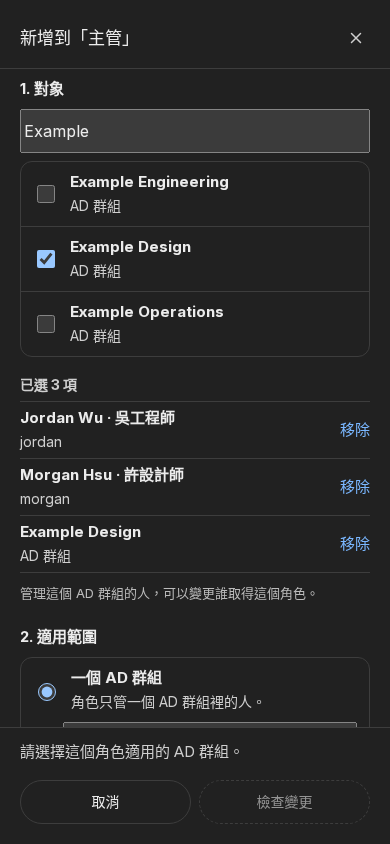 新增到「主管」
1. 對象
Example
Example Engineering
AD 群組
Example Design
AD 群組
Example Operations
AD 群組
已選 3 項
Jordan Wu · 吳工程師
jordan
移除
Morgan Hsu · 許設計師
morgan
移除
Example Design
AD 群組
移除
管理這個 AD 群組的人，可以變更誰取得這個角色。
2. 適用範圍
一個 AD 群組
角色只管一個 AD 群組裡的人。
請選擇這個角色適用的 AD 群組。
取消
檢查變更